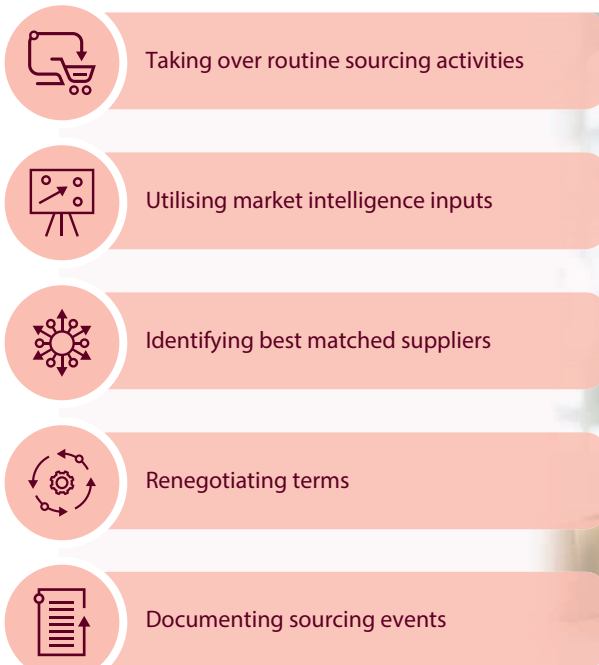 Taking over routine sourcing activities
Utilising market intelligence inputs
Identifying best matched suppliers
Renegotiating terms
Documenting sourcing events